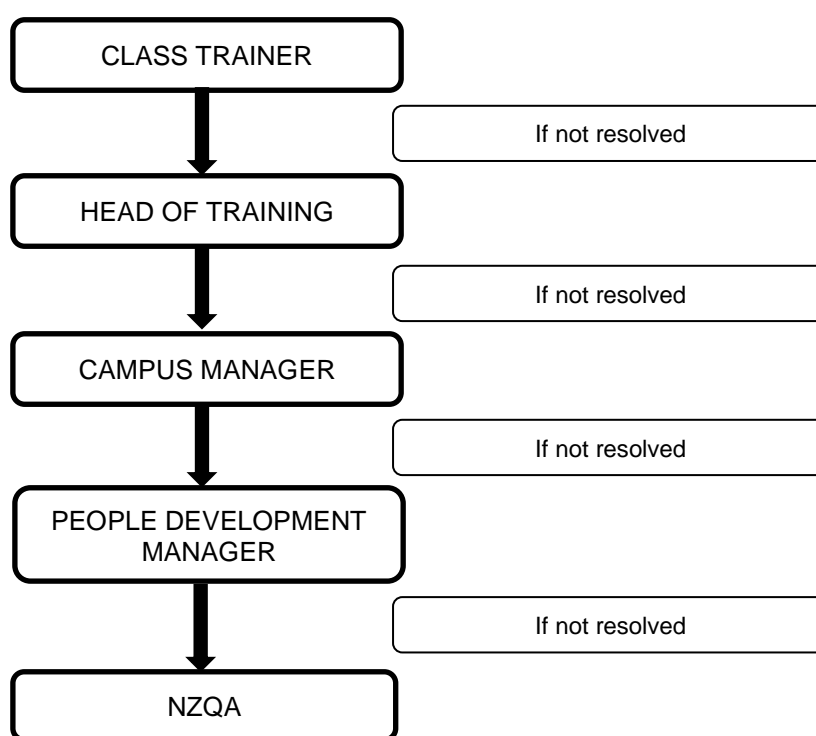 CLASS TRAINER
If not resolved
HEAD OF TRAINING
If not resolved
CAMPUS MANAGER
If not resolved
PEOPLE DEVELOPMENT
MANAGER
If not resolved
NZQA